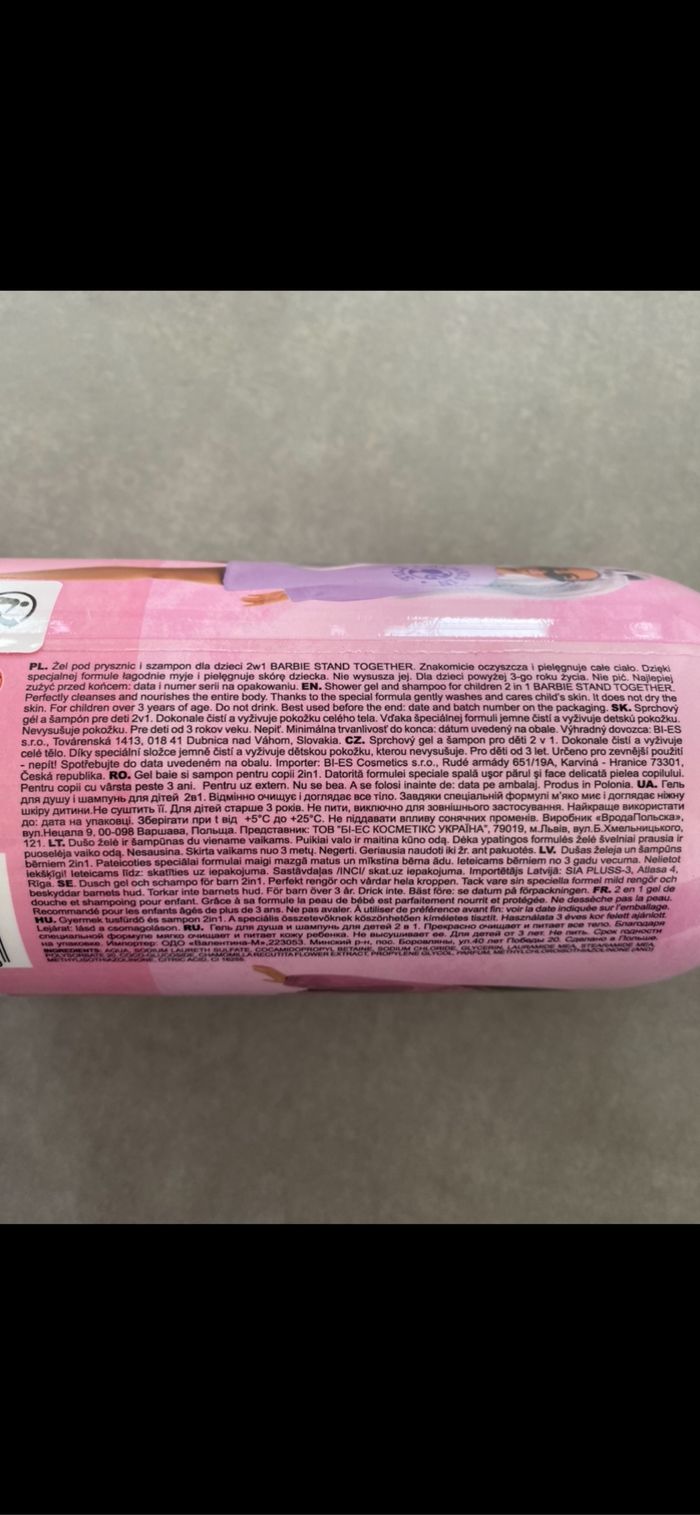 PL. Żel pod prysznic i szampon dla dzieci 2w1 BARBIE STAND TOGETHER. Znakomicie oczyszcza i pielęgnuje całe ciało. Dzięki
specjalnej formule łagodnie myje i pielęgnuje skórę dziecka. Nie wysusza jej. Dla dzieci powyżej 3-go roku życia. Nie pić. Najlepiej
zużyć przed końcem: data i numer serii na opakowaniu. EN. Shower gel and shampoo for children 2 in 1 BARBIE STAND TOGETHER.
Perfectly cleanses and nourishes the entire body. Thanks to the special formula gently washes and cares child's skin. It does not dry the
skin. For children over 3 years of age. Do not drink. Best used before the end: date and batch number on the packaging. SK. Sprchový
gél a šampón pre deti 2v1. Dokonale čistí a vyživuje pokožku celého tela. Vďaka špeciálnej formuli jemne čistí a vyživuje detskú pokožku.
Nevysušuje pokožku. Pre deti od 3 rokov veku. Nepiť. Minimálna trvanlivosť do konca: dátum uvedený na obale. Výhradný dovozca: BI-ES
s.r.o., Továrenská 1413, 018 41 Dubnica nad Váhom, Slovakia. CZ. Sprchový gel a šampon pro děti 2 v 1. Dokonale čistí a vyživuje
celé tělo. Díky speciální složce jemně čistí a vyživuje dětskou pokožku, kterou nevysušuje. Pro děti od 3 let. Určeno pro zevnější použití
- nepít! Spotřebujte do data uvedeném na obalu. Importer: BI-ES Cosmetics s.r.o., Rudé armády 651/19A, Karviná - Hranice 73301,
Česká republika. RO. Gel baie si sampon pentru copii 2in1. Datorită formulei speciale spală ușor părul și face delicată pielea copilului.
Pentru copii cu vârsta peste 3 ani. Pentru uz extern. Nu se bea. A se folosi inainte de: data pe ambalaj. Produs in Polonia. UA. Гель
для душу і шампунь для дітей 2в1. Відмінно очищує і доглядає все тіло. Завдяки спеціальній формулі м'яко миє і доглядає ніжну
шкіру дитини.Не сушить її. Для дітей старше 3 років. Не пити, виключно для зовнішнього застосування. Найкраще використати
до: дата на упаковці. Зберігати при t від +5°C до +25°C. Не піддавати впливу сонячних променів. Виробник «ВродаПольска»,
вул.Нецала 9, 00-098 Варшава, Польща. Представник: ТОВ "БІ-ЕС КОСМЕТІКС УКРАЇНА", 79019, м.Львів, вул.Б.Хмельницького,
121. LT. Dušo želė ir šampūnas du viename vaikams. Puikiai valo ir maitina kūno odą. Dėka ypatingos formulės želė švelniai prausia ir
puoselėja vaiko odą. Nesausina. Skirta vaikams nuo 3 metų. Negerti. Geriausia naudoti iki žr. ant pakuotės. LV. Dušas želeja un šampūns
bērniem 2in1. Pateicoties speciālai formulai maigi mazgā matus un mīkstina bērna ādu. Ieteicams bērniem no 3 gadu vecuma. Nelietot
iekšķīgi! Ieteicams līdz: skatīties uz iepakojuma. Sastāvdaļas /INCI/ skat.uz iepakojuma. Importētājs Latvijā: SIA PLUSS-3, Atlasa 4,
Rīga. SE. Dusch gel och schampo för barn 2in1. Perfekt rengör och vårdar hela kroppen. Tack vare sin speciella formel mild rengör och
beskyddar barnets hud. Torkar inte barnets hud. För barn över 3 år. Drick inte. Bäst före: se datum på förpackningen. FR. 2 en 1 gel de
douche et shampoing pour enfant. Grâce à sa formule la peau de bébé est parfaitement nourrit et protégée. Ne dessèche pas la peau.
Recommandé pour les enfants âgés de plus de 3 ans. Ne pas avaler. À utiliser de préférence avant fin: voir la date indiquée sur l'emballage.
HU. Gyermek tusfürdő és sampon 2in1. A speciális összetevőknek köszönhetően kíméletes tisztít. Használata 3 éves kor felett ajánlott.
Lejárat: lásd a csomagoláson. RU. Гель для душа и шампунь для детей 2 в 1. Прекрасно очищает и питает все тело. Благодаря
специальной формуле мягко очищает и питает кожу ребенка. Не высушивает ее. Для детей от 3 лет. Не пить. Срок годности
на упаковке. Импортер: ОДО «Валентина-М»,223053. Минский р-н, пос. Боровляны, ул.40 лет Победы 20. Сделано в Польше.
INGREDIENTS: AQUA, SODIUM LAURETH SULFATE, COCAMIDOPROPYL BETAINE, SODIUM CHLORIDE, GLYCERIN, LAURAMIDE MEA, STEARAMIDE MEA,
POLYSORBATE 20, COCO-GLUCOSIDE, CHAMOMILLA RECUTITA FLOWER EXTRACT, PROPYLENE GLYCOL, PARFUM, METHYLCHLOROISOTHIAZOLINONE (AND)
METHYLISOTHIAZOLINONE, CITRIC ACID, CI 16255